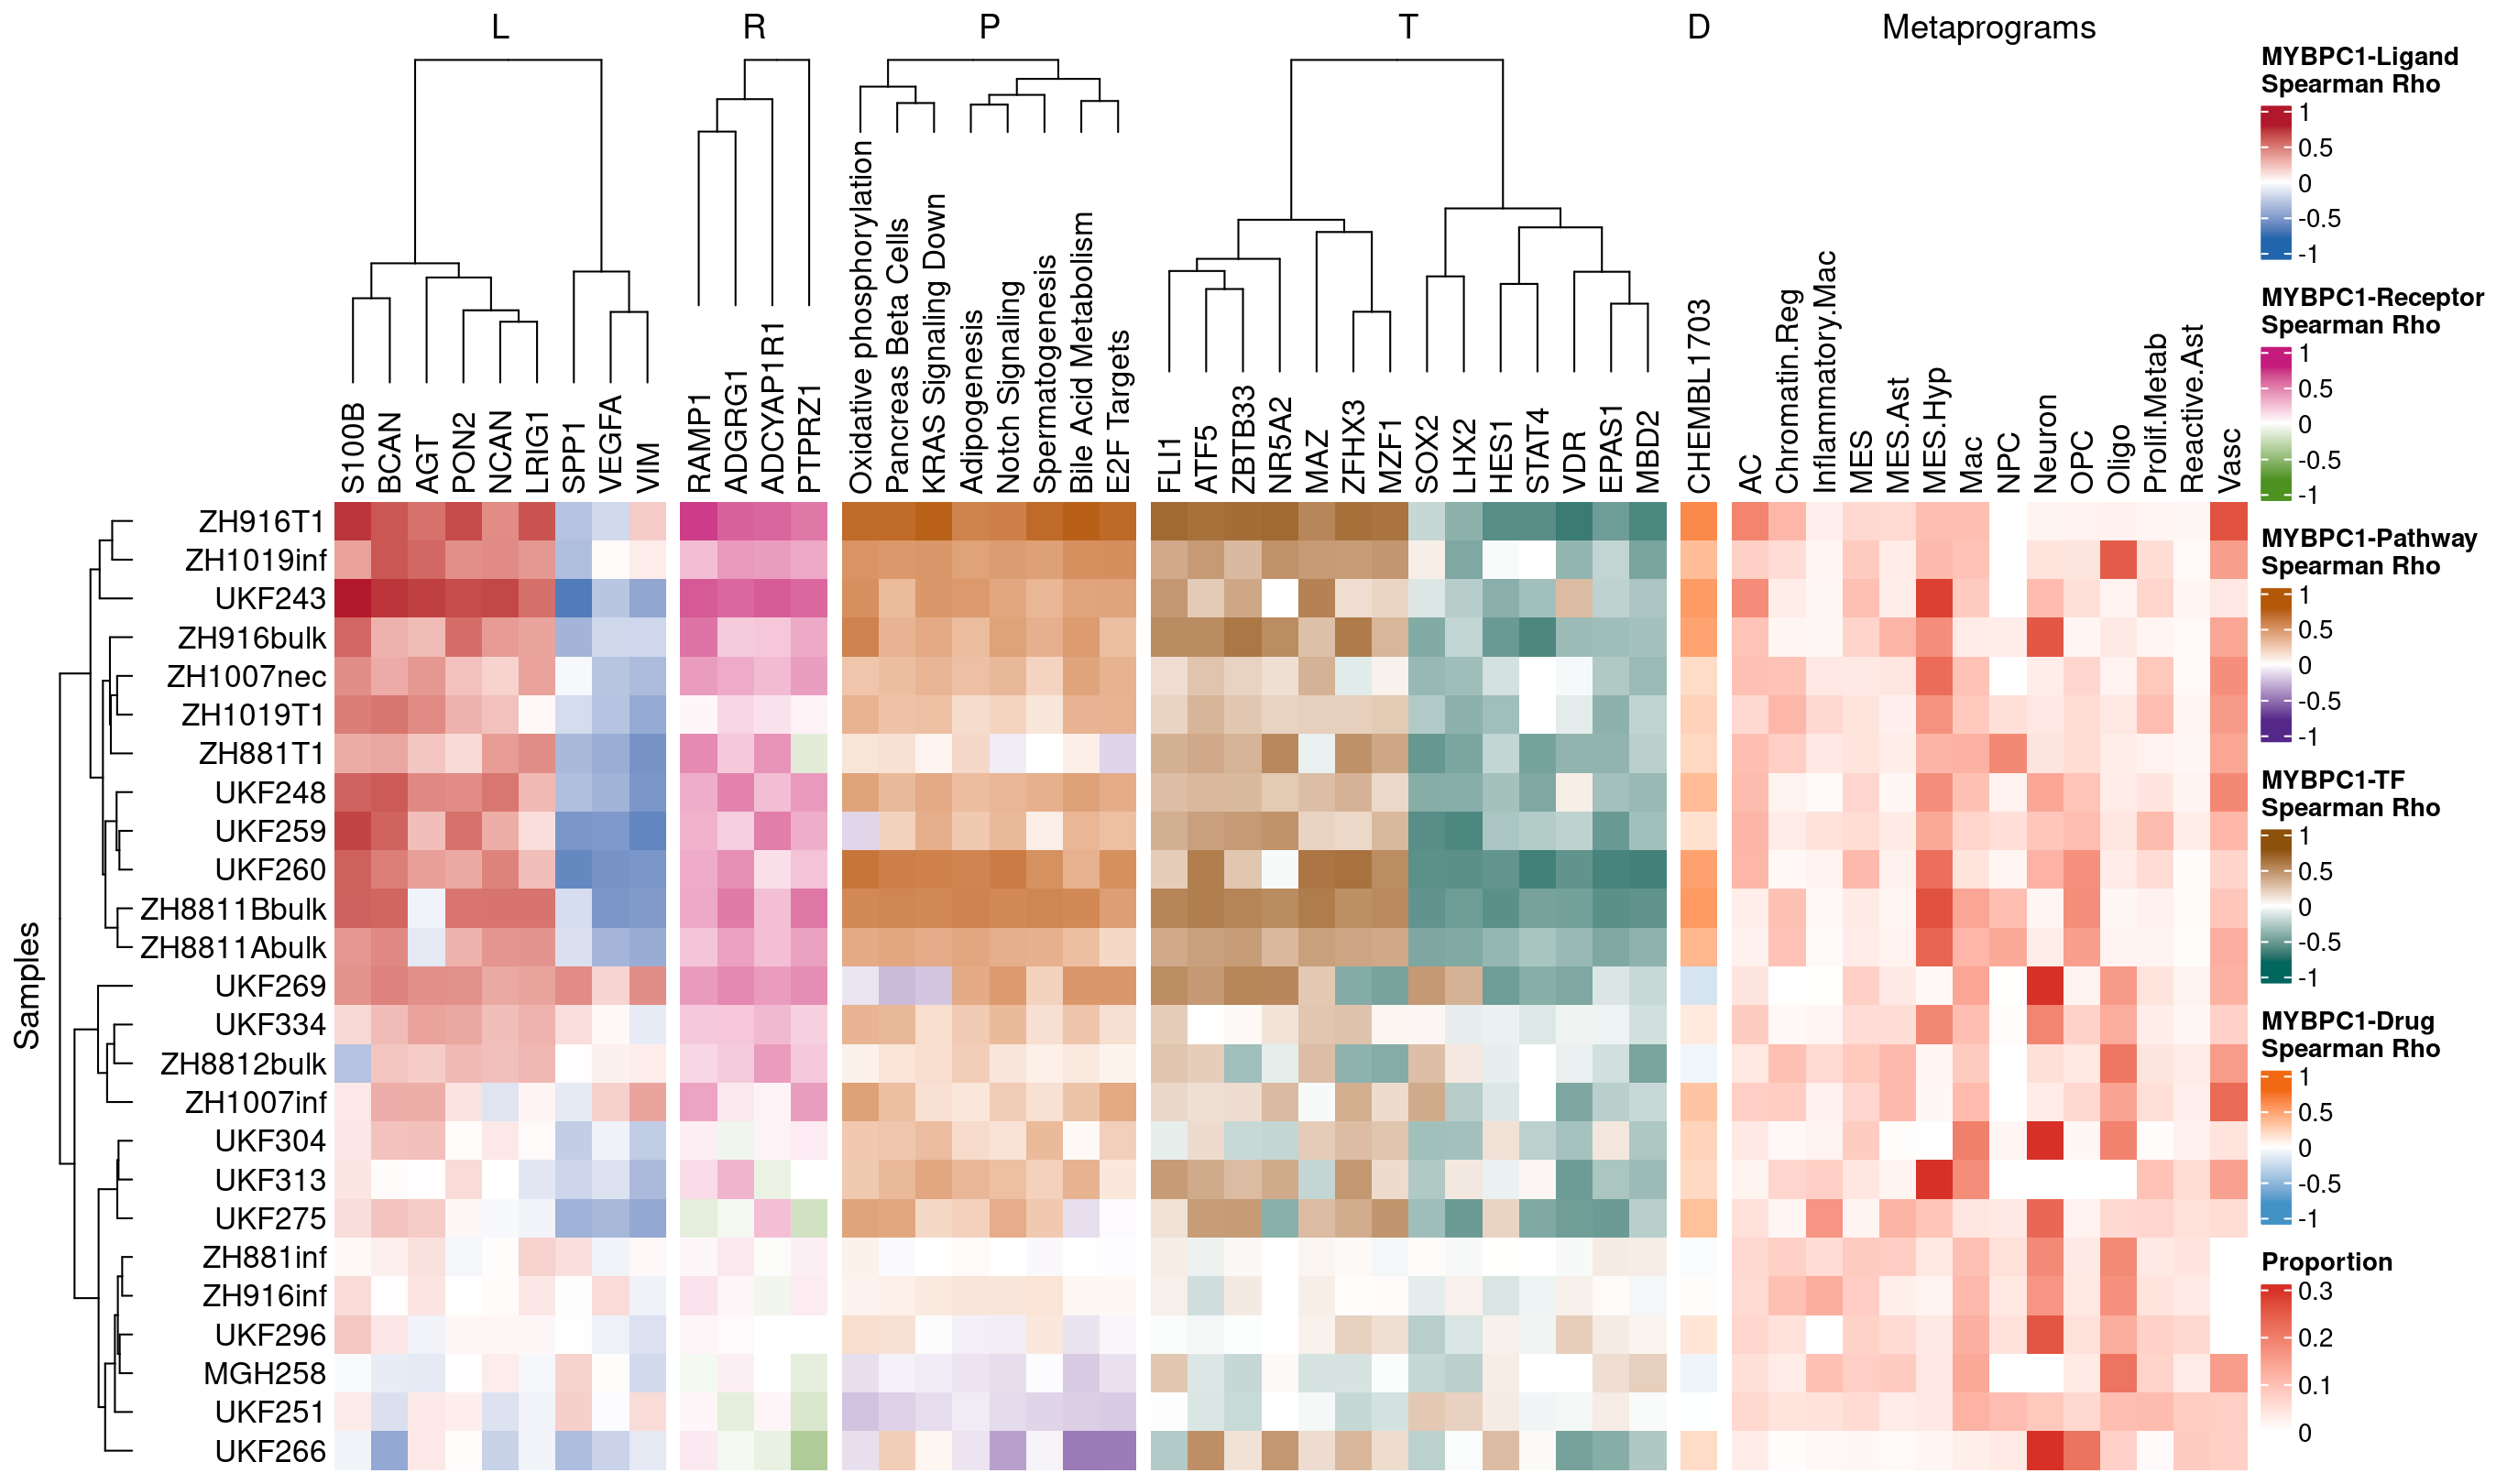 L R P T D Metaprograms
S100B
BCAN
AGT
PON2
NCAN
LRIG1
SPP1
VEGFA
VIM
RAMP1
ADGRG1
ADCYAP1R1
PTPRZ1
Oxidative phosphorylation
Pancreas Beta Cells
KRAS Signaling Down
Adipogenesis
Notch Signaling
Spermatogenesis
Bile Acid Metabolism
E2F Targets
FLI1
ATF5
ZBTB33
NR5A2
MAZ
ZFHX3
MZF1
SOX2
LHX2
HES1
STAT4
VDR
EPAS1
MBD2
CHEMBL1703
AC
Chromatin.Reg
Inflammatory.Mac
MES
MES.Ast
MES.Hyp
Mac
NPC
Neuron
OPC
Oligo
Prolif.Metab
Reactive.Ast
Vasc
Samples
ZH916T1
ZH1019inf
UKF243
ZH916bulk
ZH1007nec
ZH1019T1
ZH881T1
UKF248
UKF259
UKF260
ZH8811Bbulk
ZH8811Abulk
UKF269
UKF334
ZH8812bulk
ZH1007inf
UKF304
UKF313
UKF275
ZH881inf
ZH916inf
UKF296
MGH258
UKF251
UKF266
MYBPC1-Ligand
Spearman Rho
1
0.5
0
-0.5
-1
MYBPC1-Receptor
Spearman Rho
1
0.5
0
-0.5
-1
MYBPC1-Pathway
Spearman Rho
1
0.5
0
-0.5
-1
MYBPC1-TF
Spearman Rho
1
0.5
0
-0.5
-1
MYBPC1-Drug
Spearman Rho
1
0.5
0
-0.5
-1
Proportion
0.3
0.2
0.1
0